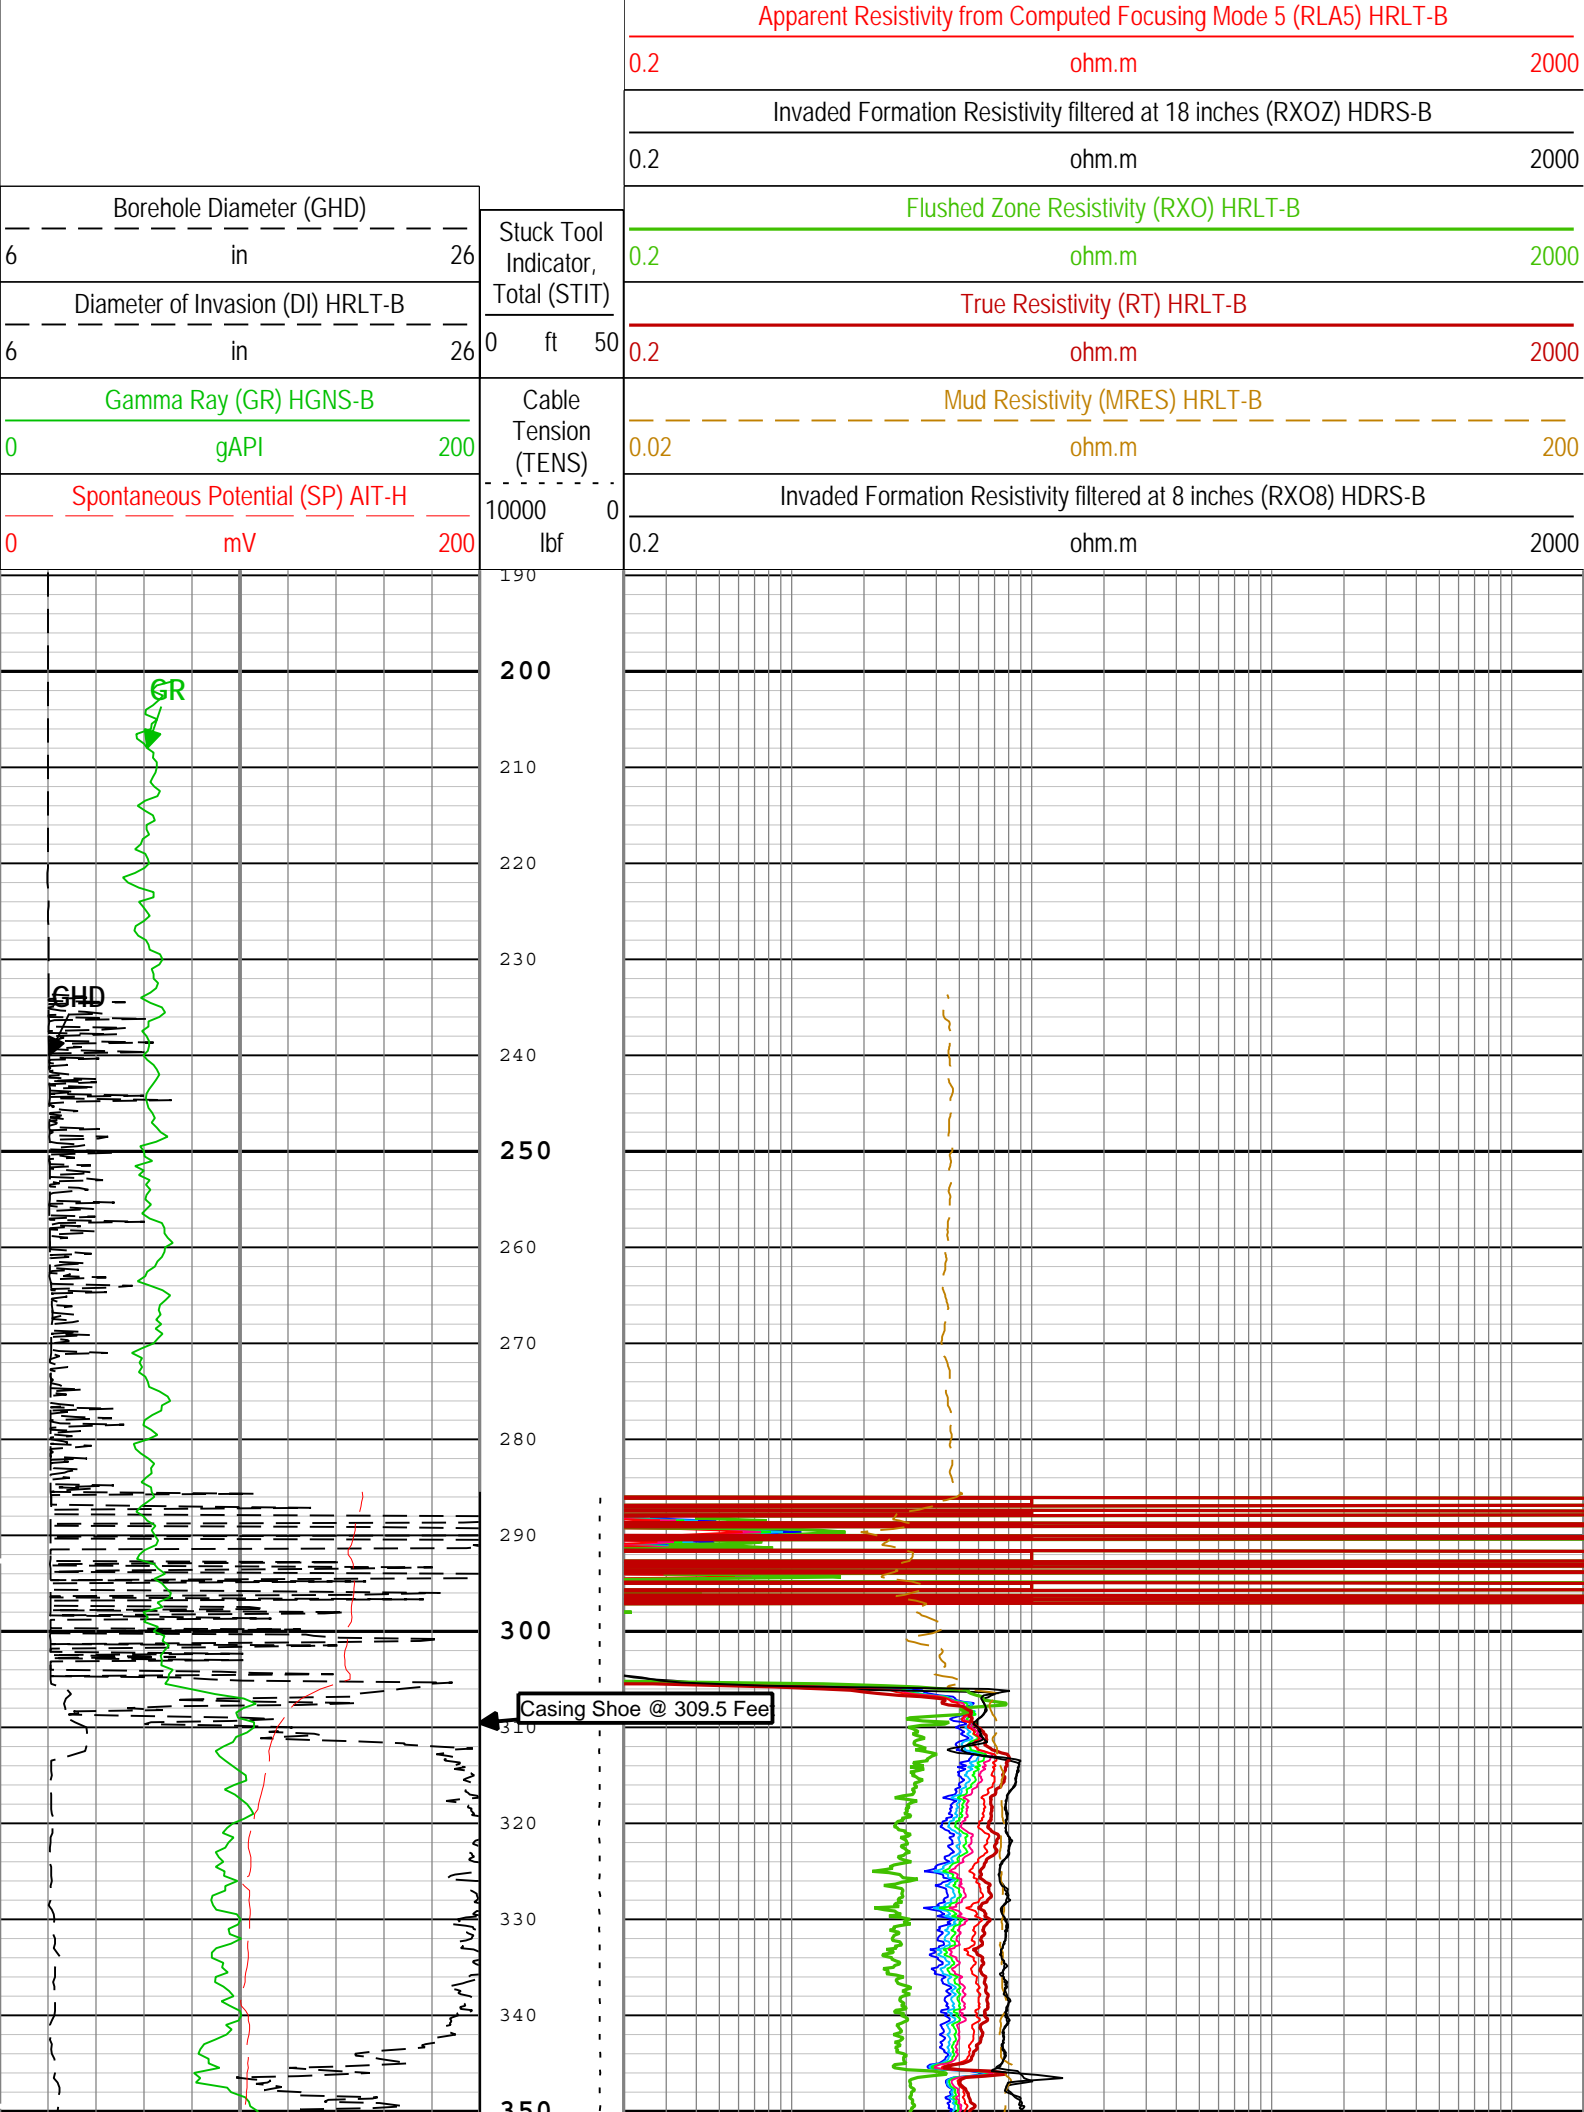 Apparent Resistivity from Computed Focusing Mode 5 (RLA5) HRLT-B
0.2 ohm.m 2000
Invaded Formation Resistivity filtered at 18 inches (RXOZ) HDRS-B
0.2 ohm.m 2000
Borehole Diameter (GHD)
6 in 26
Stuck Tool
Indicator,
Total (STIT)
0 ft 50
Flushed Zone Resistivity (RXO) HRLT-B
0.2 ohm.m 2000
Diameter of Invasion (DI) HRLT-B
6 in 26
True Resistivity (RT) HRLT-B
0.2 ohm.m 2000
Gamma Ray (GR) HGNS-B
0 gAPI 200
Cable
Tension
(TENS)
10000 0
lbf
Mud Resistivity (MRES) HRLT-B
0.02 ohm.m 200
Spontaneous Potential (SP) AIT-H
0 mV 200
Invaded Formation Resistivity filtered at 8 inches (RXO8) HDRS-B
0.2 ohm.m 2000
190
200
GR
210
220
230
GHD
240
250
260
270
280
290
300
Casing Shoe @ 309.5 Fee
310
320
330
340
350